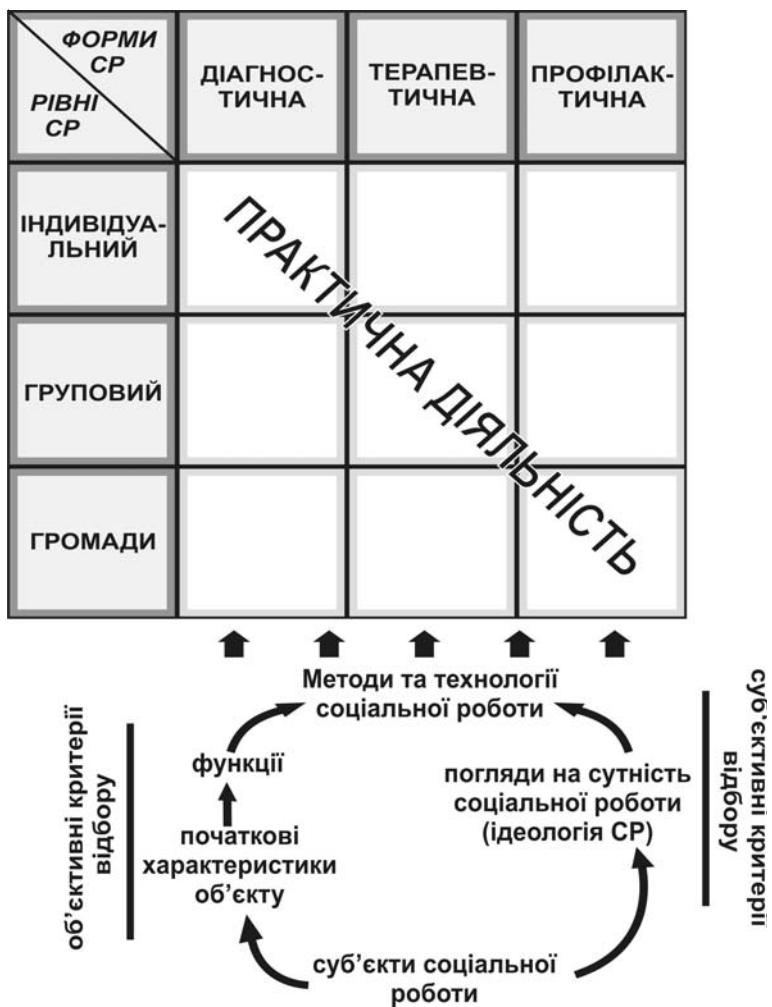 ФОРМИ
СР
РІВНІ
СР
ДІАГНОС-
ТИЧНА
ТЕРАПЕВ-
ТИЧНА
ПРОФІЛАК-
ТИЧНА
ІНДИВІДУА-
ЛЬНИЙ
ГРУПОВИЙ
ГРОМАДИ
ПРАКТИЧНА ДІЯЛЬНІСТЬ
Методи та технології
соціальної роботи
об’єктивні критерії
відбору
функції
початкові
характеристики
об’єкту
погляди на сутність
соціальної роботи
(ідеологія СР)
суб’єктивні критерії
відбору
суб’єкти соціальної
роботи